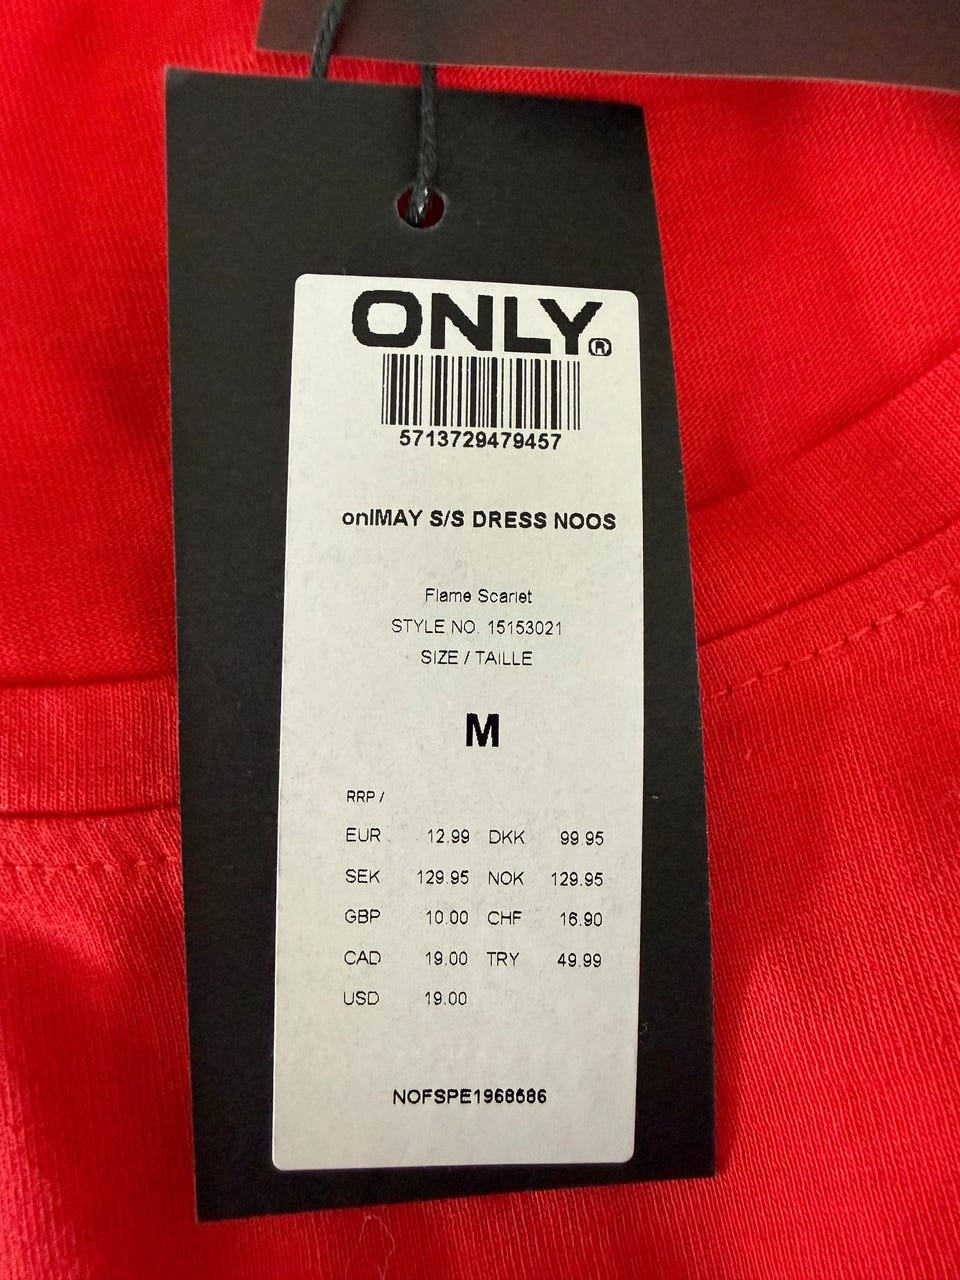 ONLY®
5713729479457
onlMAY S/S DRESS NOOS
Flame Scarlet
STYLE NO. 15153021
SIZE / TAILLE
M
RRP /
EUR 12.99 DKK 99.95
SEK 129.95 NOK 129.95
GBP 10.00 CHF 16.90
CAD 19.00 TRY 49.99
USD 19.00